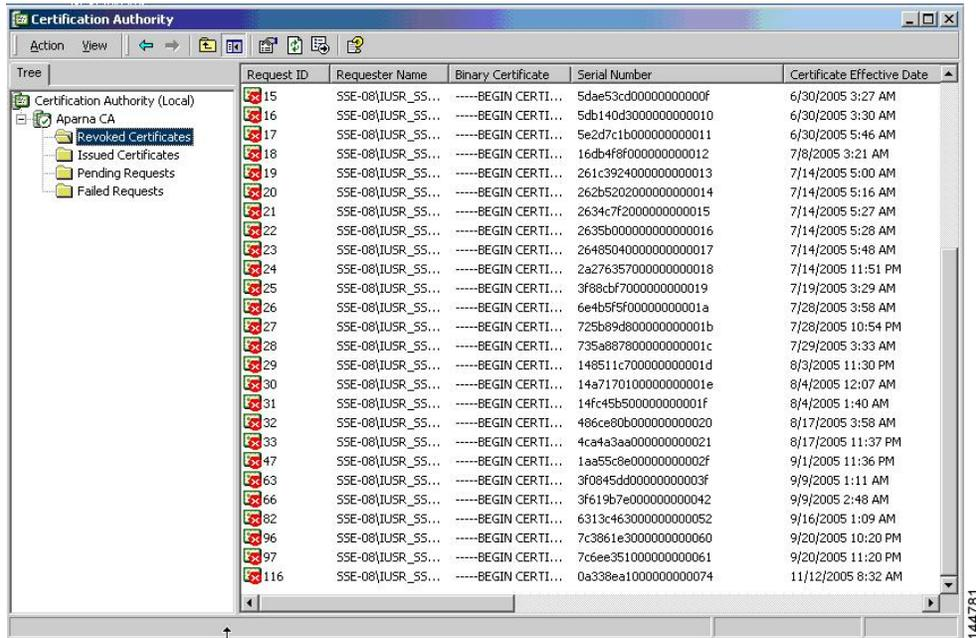 Certification Authority
Action View
Tree
Request ID Requester Name Binary Certificate Serial Number Certificate Effective Date
Certification Authority (Local)
Aparna CA
Revoked Certificates
Issued Certificates
Pending Requests
Failed Requests
15 SSE-08\IUSR_SS... -----BEGIN CERTI... 5dae53cd00000000000f 6/30/2005 3:27 AM
16 SSE-08\IUSR_SS... -----BEGIN CERTI... 5db140d3000000000010 6/30/2005 3:30 AM
17 SSE-08\IUSR_SS... -----BEGIN CERTI... 5e2d7c1b000000000011 6/30/2005 5:46 AM
18 SSE-08\IUSR_SS... -----BEGIN CERTI... 16db4f8f000000000012 7/8/2005 3:21 AM
19 SSE-08\IUSR_SS... -----BEGIN CERTI... 261c3924000000000013 7/14/2005 5:00 AM
20 SSE-08\IUSR_SS... -----BEGIN CERTI... 262b5202000000000014 7/14/2005 5:16 AM
21 SSE-08\IUSR_SS... -----BEGIN CERTI... 2634c7f2000000000015 7/14/2005 5:27 AM
22 SSE-08\IUSR_SS... -----BEGIN CERTI... 2635b000000000000016 7/14/2005 5:28 AM
23 SSE-08\IUSR_SS... -----BEGIN CERTI... 26485040000000000017 7/14/2005 5:48 AM
24 SSE-08\IUSR_SS... -----BEGIN CERTI... 2a276357000000000018 7/14/2005 11:51 PM
25 SSE-08\IUSR_SS... -----BEGIN CERTI... 3f88cbf7000000000019 7/19/2005 3:29 AM
26 SSE-08\IUSR_SS... -----BEGIN CERTI... 6e4b5f5f00000000001a 7/28/2005 3:58 AM
27 SSE-08\IUSR_SS... -----BEGIN CERTI... 725b89d800000000001b 7/28/2005 10:54 PM
28 SSE-08\IUSR_SS... -----BEGIN CERTI... 735a887800000000001c 7/29/2005 3:33 AM
29 SSE-08\IUSR_SS... -----BEGIN CERTI... 148511c700000000001d 8/3/2005 11:30 PM
30 SSE-08\IUSR_SS... -----BEGIN CERTI... 14a7170100000000001e 8/4/2005 12:07 AM
31 SSE-08\IUSR_SS... -----BEGIN CERTI... 14fc45b500000000001f 8/4/2005 1:40 AM
32 SSE-08\IUSR_SS... -----BEGIN CERTI... 486ce80b000000000020 8/17/2005 3:58 AM
33 SSE-08\IUSR_SS... -----BEGIN CERTI... 4ca4a3aa000000000021 8/17/2005 11:37 PM
47 SSE-08\IUSR_SS... -----BEGIN CERTI... 1aa55c8e00000000002f 9/1/2005 11:36 PM
63 SSE-08\IUSR_SS... -----BEGIN CERTI... 3f0845dd00000000003f 9/9/2005 1:11 AM
66 SSE-08\IUSR_SS... -----BEGIN CERTI... 3f619b7e000000000042 9/9/2005 2:48 AM
82 SSE-08\IUSR_SS... -----BEGIN CERTI... 6313c463000000000052 9/16/2005 1:09 AM
96 SSE-08\IUSR_SS... -----BEGIN CERTI... 7c3861e3000000000060 9/20/2005 10:20 PM
97 SSE-08\IUSR_SS... -----BEGIN CERTI... 7c6ee351000000000061 9/20/2005 11:20 PM
116 SSE-08\IUSR_SS... -----BEGIN CERTI... 0a338ea1000000000074 11/12/2005 8:32 AM